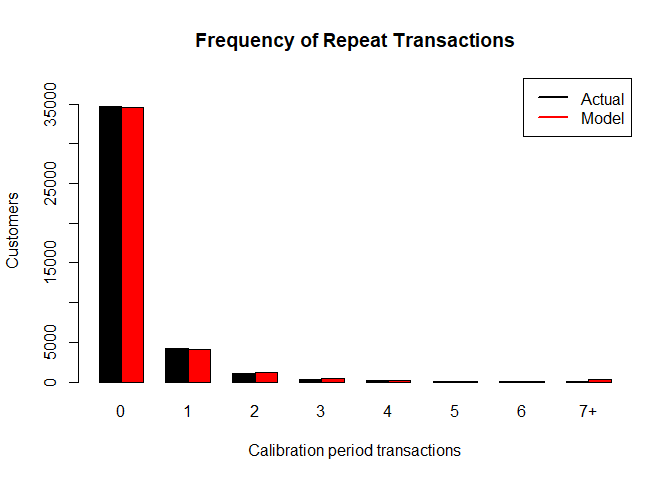 Frequency of Repeat Transactions
Actual
Model
Customers
35000
25000
15000
5000
0
0 1 2 3 4 5 6 7+
Calibration period transactions